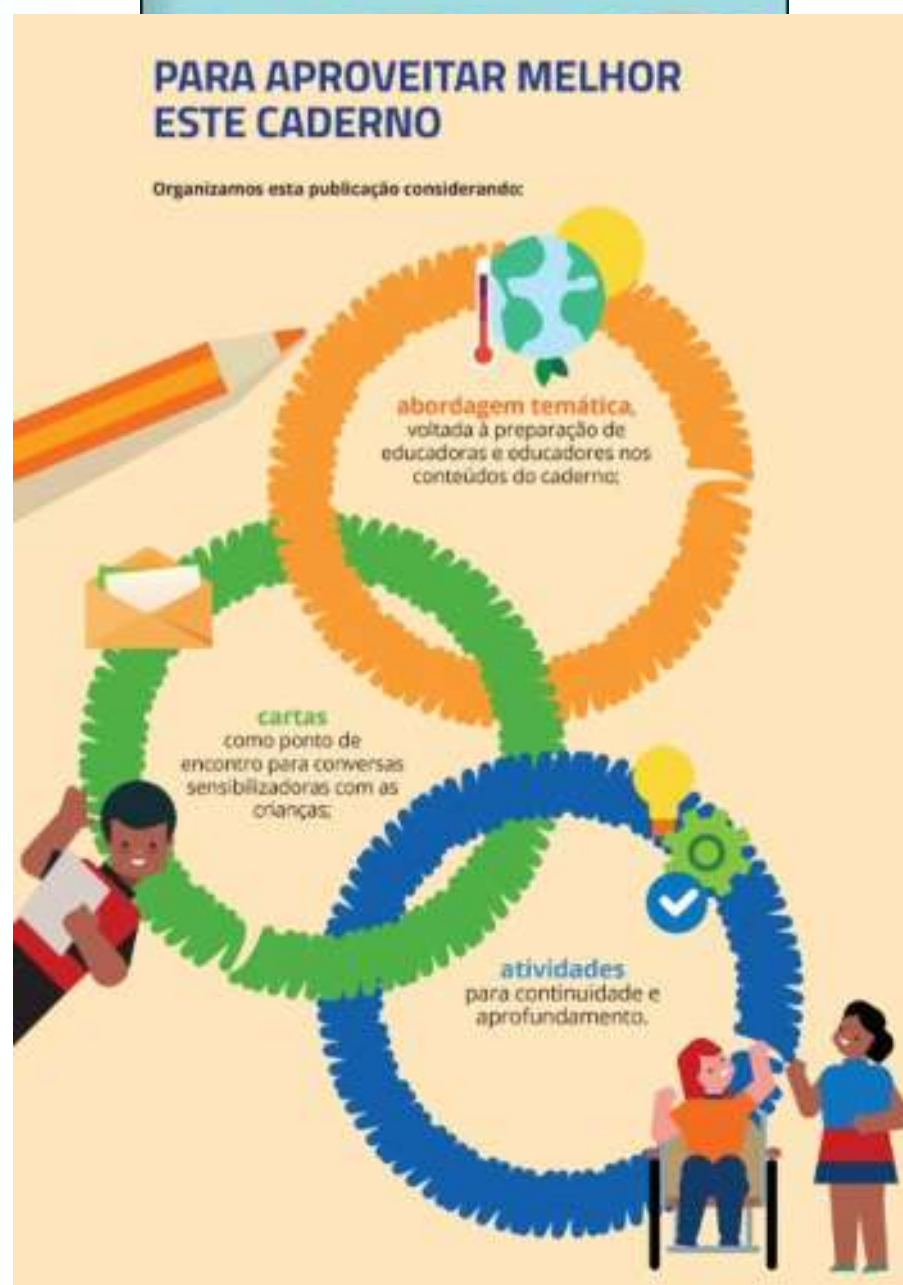 PARA APROVEITAR MELHOR
ESTE CADERNO
Organizamos esta publicação considerando:
abordagem temática,
voltada à preparação de
educadoras e educadores nos
conteúdos do caderno;
cartas
como ponto de
encontro para conversas
sensibilizadoras com as
crianças;
atividades
para continuidade e
aprofundamento.